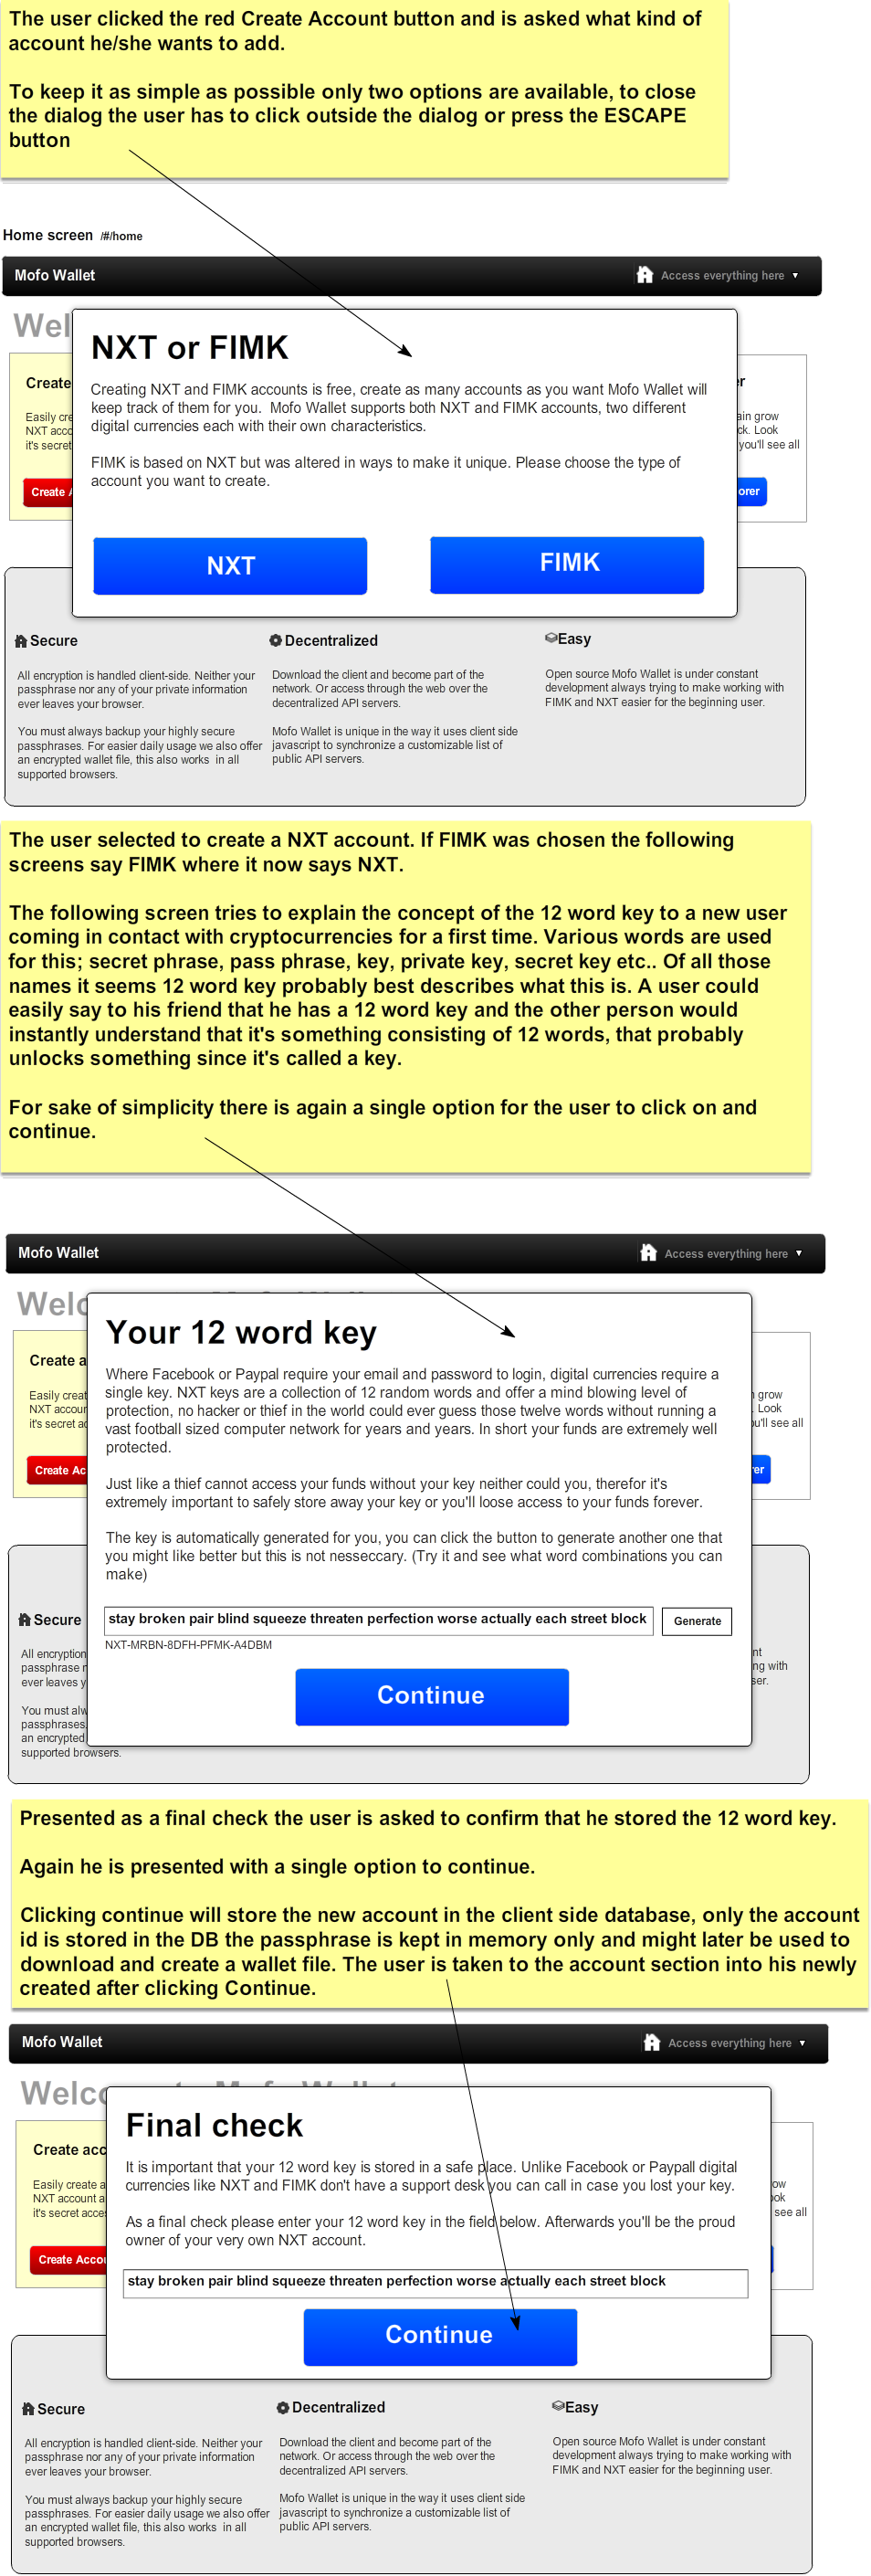 The user clicked the red Create Account button and is asked what kind of
account he/she wants to add.
To keep it as simple as possible only two options are available, to close
the dialog the user has to click outside the dialog or press the ESCAPE
button
Home screen /#/home
Mofo Wallet
Access everything here
Wel
NXT or FIMK
Creating NXT and FIMK accounts is free, create as many accounts as you want Mofo Wallet will
keep track of them for you. Mofo Wallet supports both NXT and FIMK accounts, two different
digital currencies each with their own characteristics.
FIMK is based on NXT but was altered in ways to make it unique. Please choose the type of
account you want to create.
NXT
FIMK
Create
Easily cre
NXT acco
it's secret
Create A
er
ain grow
ck. Look
you'll see all
orer
Secure
All encryption is handled client-side. Neither your
passphrase nor any of your private information
ever leaves your browser.
You must always backup your highly secure
passphrases. For easier daily usage we also offer
an encrypted wallet file, this also works in all
supported browsers.
Decentralized
Download the client and become part of the
network. Or access through the web over the
decentralized API servers.
Mofo Wallet is unique in the way it uses client side
javascript to synchronize a customizable list of
public API servers.
Easy
Open source Mofo Wallet is under constant
development always trying to make working with
FIMK and NXT easier for the beginning user.
The user selected to create a NXT account. If FIMK was chosen the following
screens say FIMK where it now says NXT.
The following screen tries to explain the concept of the 12 word key to a new user
coming in contact with cryptocurrencies for a first time. Various words are used
for this; secret phrase, pass phrase, key, private key, secret key etc.. Of all those
names it seems 12 word key probably best describes what this is. A user could
easily say to his friend that he has a 12 word key and the other person would
instantly understand that it's something consisting of 12 words, that probably
unlocks something since it's called a key.
For sake of simplicity there is again a single option for the user to click on and
continue.
Mofo Wallet
Access everything here
Your 12 word key
Where Facebook or Paypal require your email and password to login, digital currencies require a
single key. NXT keys are a collection of 12 random words and offer a mind blowing level of
protection, no hacker or thief in the world could ever guess those twelve words without running a
vast football sized computer network for years and years. In short your funds are extremely well
protected.
Just like a thief cannot access your funds without your key neither could you, therefor it's
extremely important to safely store away your key or you'll loose access to your funds forever.
The key is automatically generated for you, you can click the button to generate another one that
you might like better but this is not nesseccary. (Try it and see what word combinations you can
make)
stay broken pair blind squeeze threaten perfection worse actually each street block
Generate
NXT-MRBN-8DFH-PFMK-A4DBM
Continue
Create a
Easily creat
NXT accour
it's secret ac
Create Ac
grow
Look
u'll see all
rer
Secure
All encryption
passphrase n
ever leaves y
You must alw
passphrases.
an encrypted
supported browsers.
nt
ng with
ser.
Presented as a final check the user is asked to confirm that he stored the 12 word key.
Again he is presented with a single option to continue.
Clicking continue will store the new account in the client side database, only the account
id is stored in the DB the passphrase is kept in memory only and might later be used to
download and create a wallet file. The user is taken to the account section into his newly
created after clicking Continue.
Mofo Wallet
Access everything here
Final check
It is important that your 12 word key is stored in a safe place. Unlike Facebook or Paypall digital
currencies like NXT and FIMK don't have a support desk you can call in case you lost your key.
As a final check please enter your 12 word key in the field below. Afterwards you'll be the proud
owner of your very own NXT account.
stay broken pair blind squeeze threaten perfection worse actually each street block
Continue
Create acc
Easily create a
NXT account a
it's secret acces
Create Accou
ow
ook
see all
Secure
All encryption is handled client-side. Neither your
passphrase nor any of your private information
ever leaves your browser.
You must always backup your highly secure
passphrases. For easier daily usage we also offer
an encrypted wallet file, this also works in all
supported browsers.
Decentralized
Download the client and become part of the
network. Or access through the web over the
decentralized API servers.
Mofo Wallet is unique in the way it uses client side
javascript to synchronize a customizable list of
public API servers.
Easy
Open source Mofo Wallet is under constant
development always trying to make working with
FIMK and NXT easier for the beginning user.